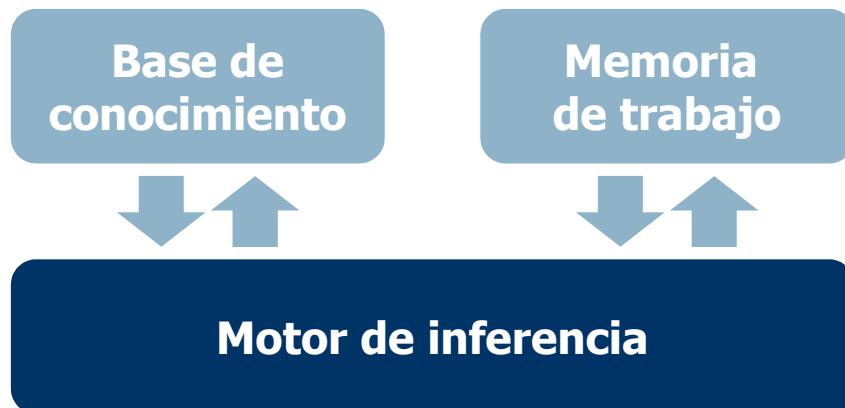 Base de
conocimiento
Memoria
de trabajo
Motor de inferencia